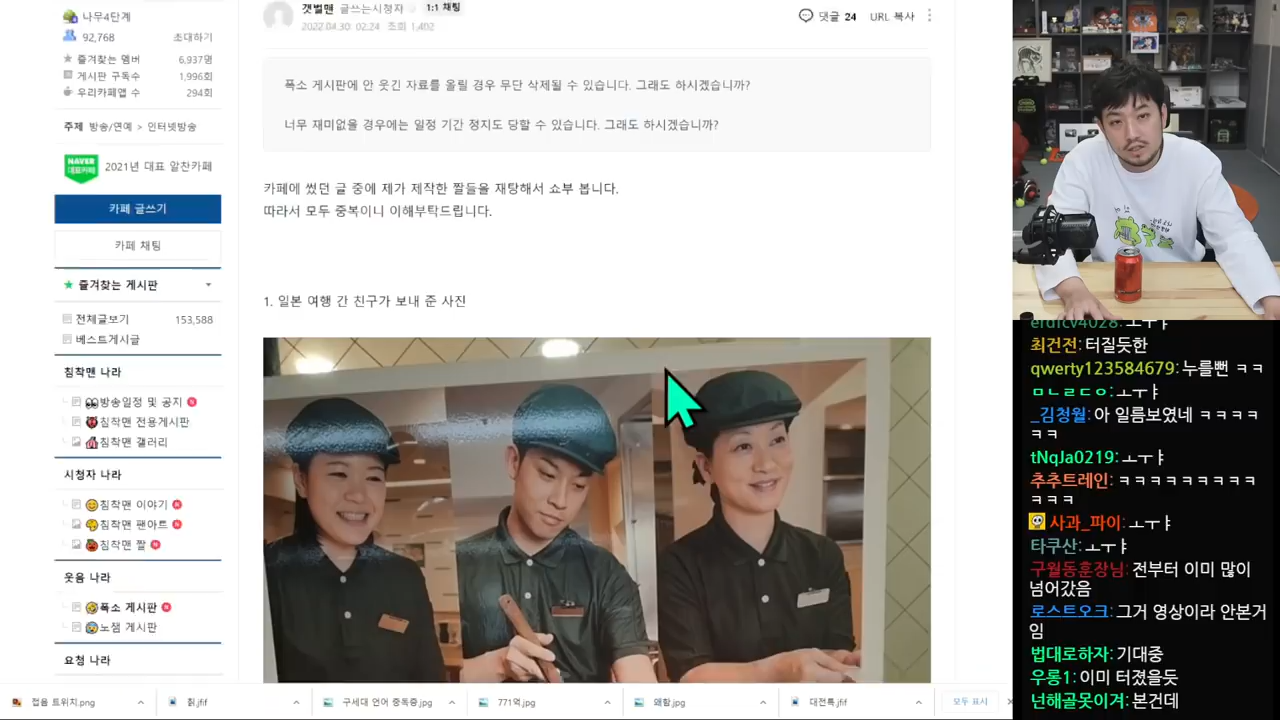 나무4단계
92,768 초대하기
즐겨찾는 멤버 6,937명
게시판 구독수 1,996회
우리카페앱 수 294회
주제 방송/연예 > 인터넷방송
NAVER
대표카페
2021년 대표 알찬카페
카페 글쓰기
카페 채팅
즐겨찾는 게시판
전체글보기 153,588
베스트게시글
침착맨 나라
방송일정 및 공지 N
침착맨 전용게시판
침착맨 갤러리
시청자 나라
침착맨 이야기 N
침착맨 팬아트 N
침착맨 짤 N
웃음 나라
폭소 게시판 N
노잼 게시판
요청 나라
갯벌맨 글쓰는시청자 1:1 채팅
2022.04.30. 02:24 조회 1,402
댓글 24 URL 복사
폭소 게시판에 안 웃긴 자료를 올릴 경우 무단 삭제될 수 있습니다. 그래도 하시겠습니까?
너무 재미없을 경우에는 일정 기간 정지도 당할 수 있습니다. 그래도 하시겠습니까?
카페에 썼던 글 중에 제가 제작한 짤들을 재탕해서 쇼부 봅니다.
따라서 모두 중복이니 이해부탁드립니다.
1. 일본 여행 간 친구가 보내 준 사진
erdfcv4028: ㅗㅜㅑ
최건전: 터질듯한
qwerty123584679: 누를뻔 ㅋㅋ
ㅁㄴㄹㄷㅇ: ㅗㅜㅑ
_김청월: 아 일름보였네 ㅋㅋㅋㅋ
ㅋㅋ
tNqJa0219: ㅗㅜㅑ
추추트레인: ㅋㅋㅋㅋㅋㅋㅋㅋㅋ
ㅋㅋㅋ
사과_파이: ㅗㅜㅑ
타쿠산: ㅗㅜㅑ
구월동훈장님: 전부터 이미 많이
넘어갔음
로스트오크: 그거 영상이라 안본거
임
법대로하자: 기대중
우롱1: 이미 터졌을듯
넌해골못이겨: 본건데
접음 트위치.png
칡.jfif
구세대 언어 중독증.jpg
771억.jpg
왜함.jpg
대전특.jfif
모두 표시